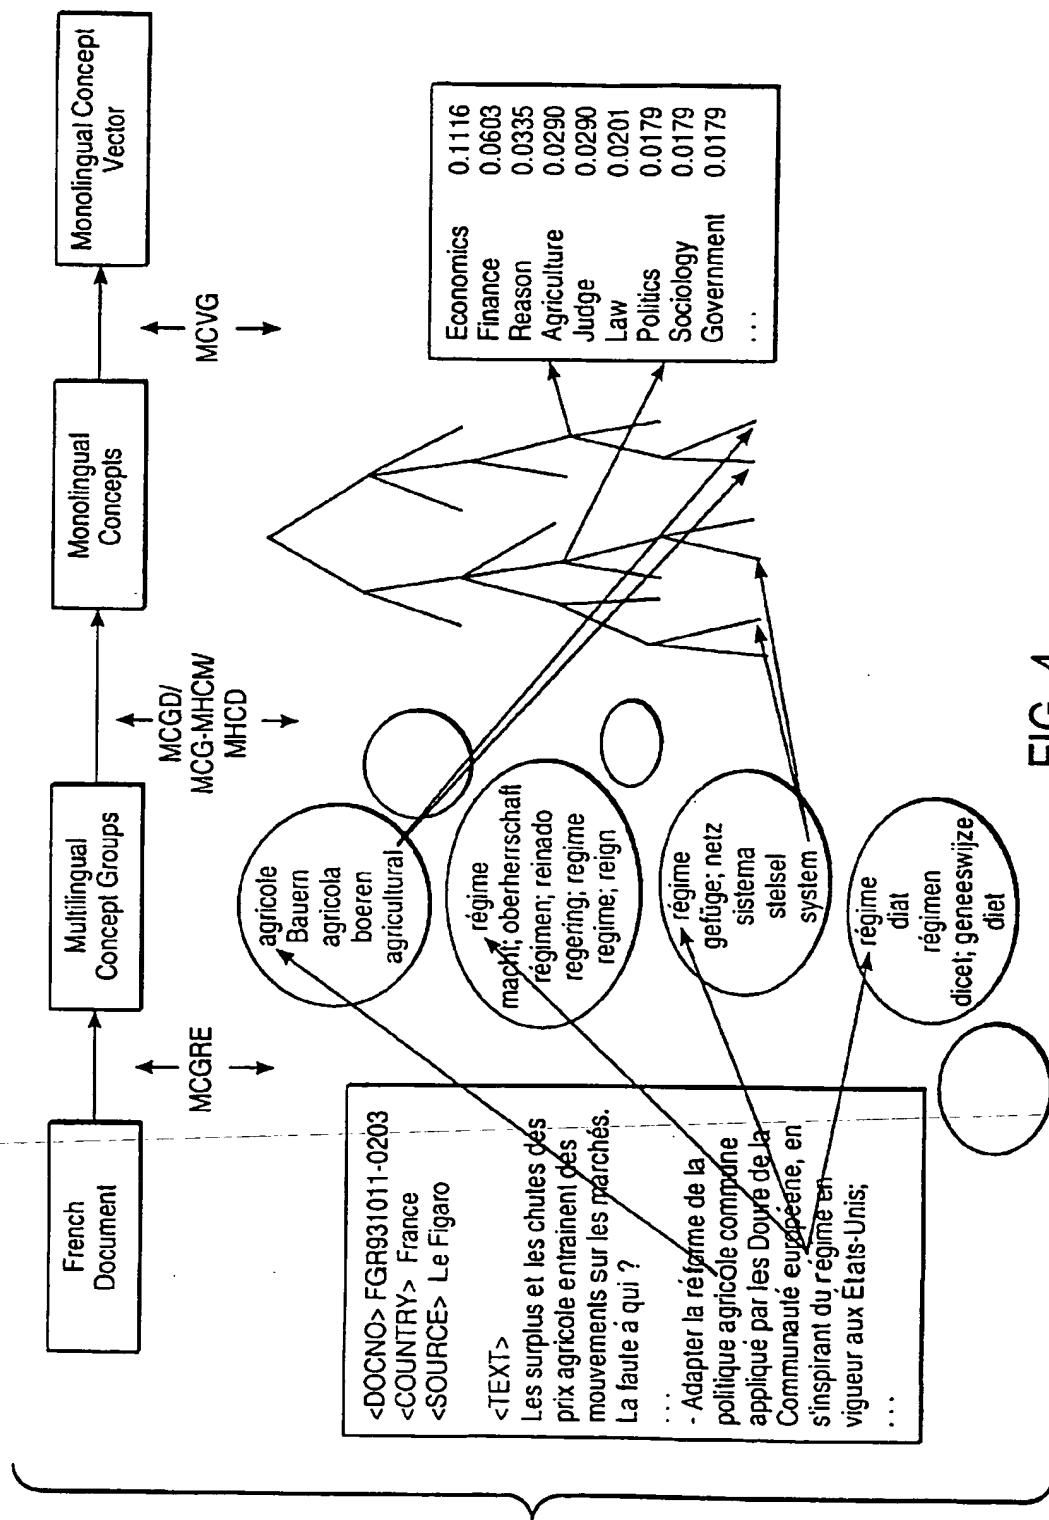 French
Document
Multilingual
Concept Groups
Monolingual
Concepts
Monolingual Concept
Vector
MCGRE
MCGD/
MCG-MHCM/
MHCD
MCVG
<DOCNO> FGR931011-0203
<COUNTRY> France
<SOURCE> Le Figaro
<TEXT>
Les surplus et les chutes des
prix agricole entrainent des
mouvements sur les marchés.
La faute á qui ?
...
- Adapter la réforme de la
politique agricole commune
appliqué par les Doure de la
Communauté européene, en
s'inspirant du régime en
vigueur aux États-Unis;
...
agricole
Bauern
agricola
boeren
agricultural
régime
macht; oberherrschaft
régimen; reinado
regering; regime
regime; reign
régime
gefüge; netz
sistema
stelsel
system
régime
diat
régimen
dicet; geneeswijze
diet
Economics 0.1116
Finance 0.0603
Reason 0.0335
Agriculture 0.0290
Judge 0.0290
Law 0.0201
Politics 0.0179
Sociology 0.0179
Government 0.0179
...
FIG. 4